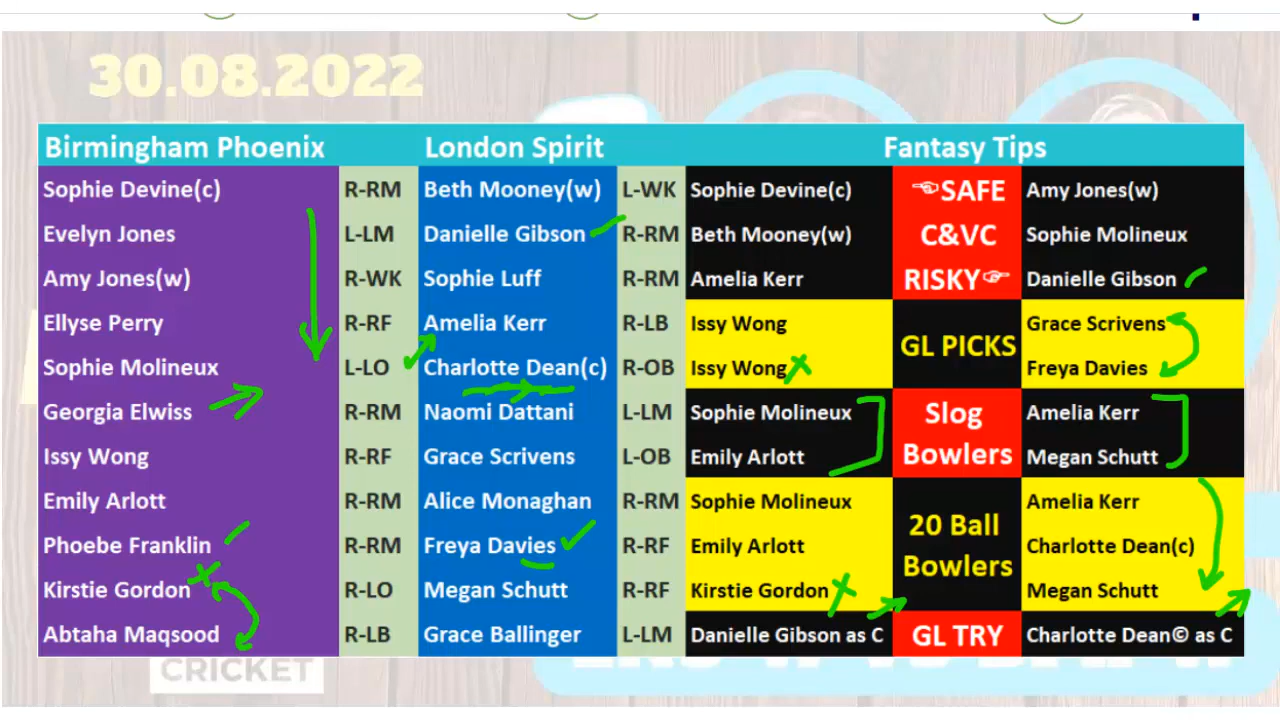 30.08.2022
Birmingham Phoenix London Spirit Fantasy Tips
Sophie Devine(c) R-RM Beth Mooney(w) L-WK Sophie Devine(c) ☜SAFE Amy Jones(w)
Evelyn Jones L-LM Danielle Gibson R-RM Beth Mooney(w) C&VC Sophie Molineux
Amy Jones(w) R-WK Sophie Luff R-RM Amelia Kerr RISKY☞ Danielle Gibson
Ellyse Perry R-RF Amelia Kerr R-LB Issy Wong GL PICKS Grace Scrivens
Sophie Molineux L-LO Charlotte Dean(c) R-OB Issy Wong Freya Davies
Georgia Elwiss R-RM Naomi Dattani L-LM Sophie Molineux Slog Amelia Kerr
Issy Wong R-RF Grace Scrivens L-OB Emily Arlott Bowlers Megan Schutt
Emily Arlott R-RM Alice Monaghan R-RM Sophie Molineux 20 Ball Amelia Kerr
Phoebe Franklin R-RM Freya Davies R-RF Emily Arlott Bowlers Charlotte Dean(c)
Kirstie Gordon R-LO Megan Schutt R-RF Kirstie Gordon Megan Schutt
Abtaha Maqsood R-LB Grace Ballinger L-LM Danielle Gibson as C GL TRY Charlotte Dean© as C
CRICKET